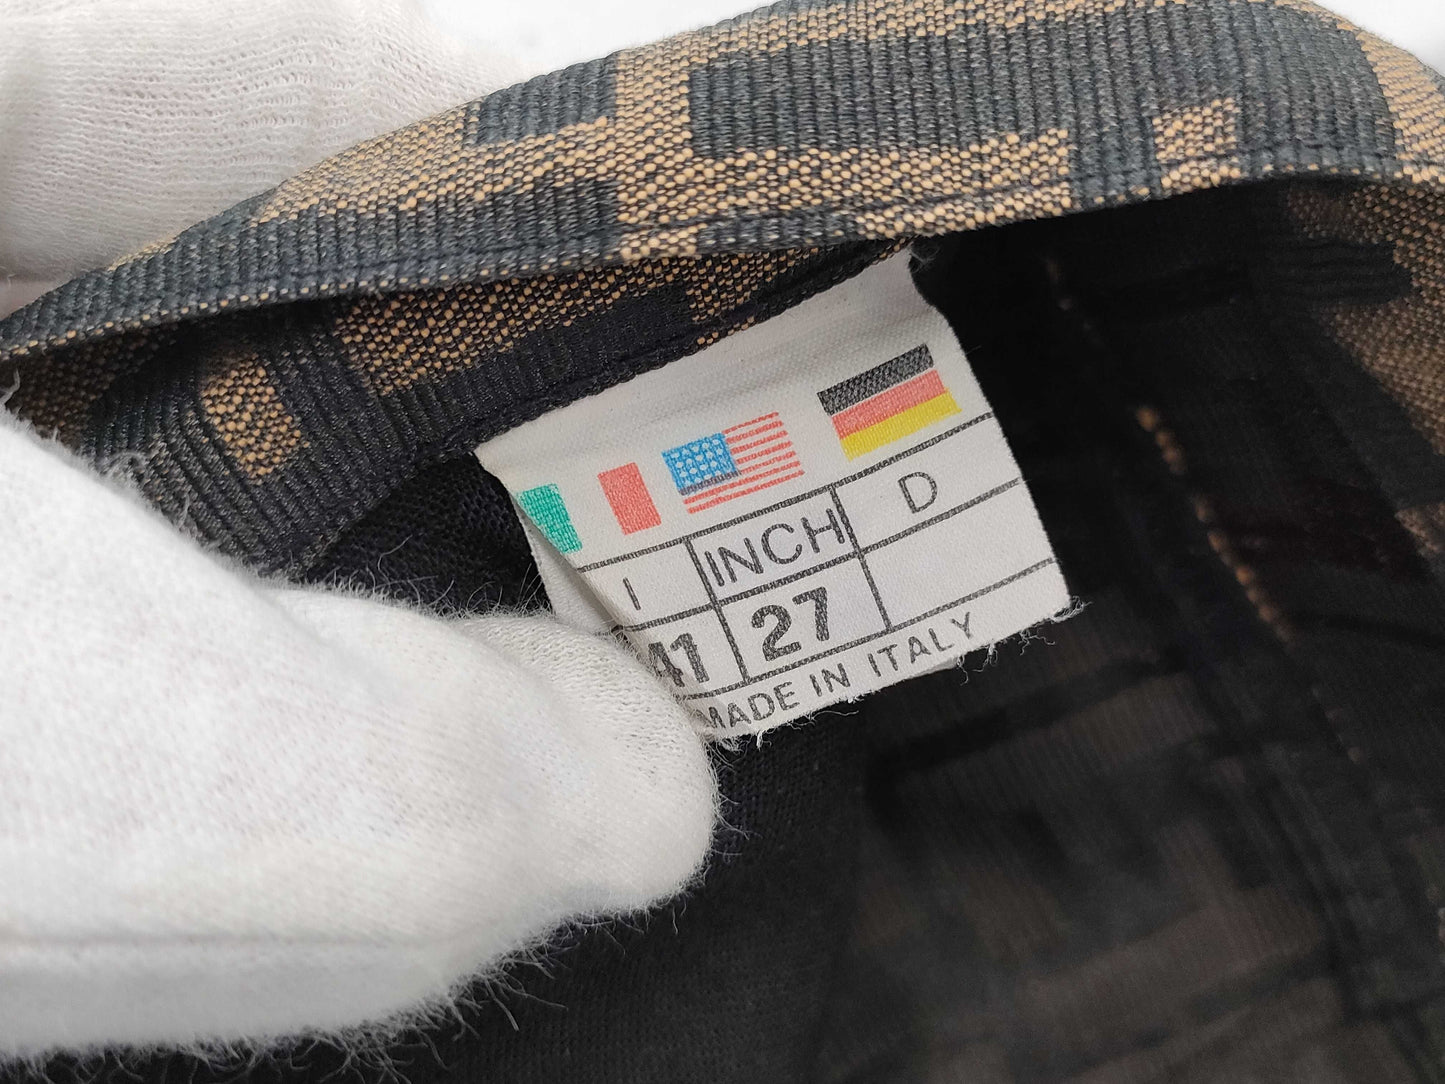 I INCH D
41 27
MADE IN ITALY